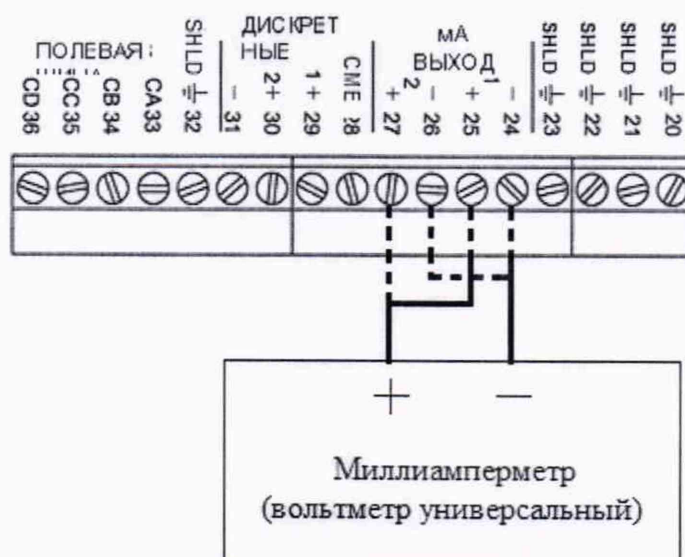 ПОЛЕВАЯ :
CD 36
CC 35
CB 34
CA 33
SHLD ⏚ 32
ДИСКРЕТ
НЫЕ
- 31
2+ 30
1+ 29
CME 28
мА
ВЫХОД
2
1
+ 27
- 26
+ 25
- 24
SHLD ⏚ 23
SHLD ⏚ 22
SHLD ⏚ 21
SHLD ⏚ 20
+ —
Миллиамперметр
(вольтметр универсальный)